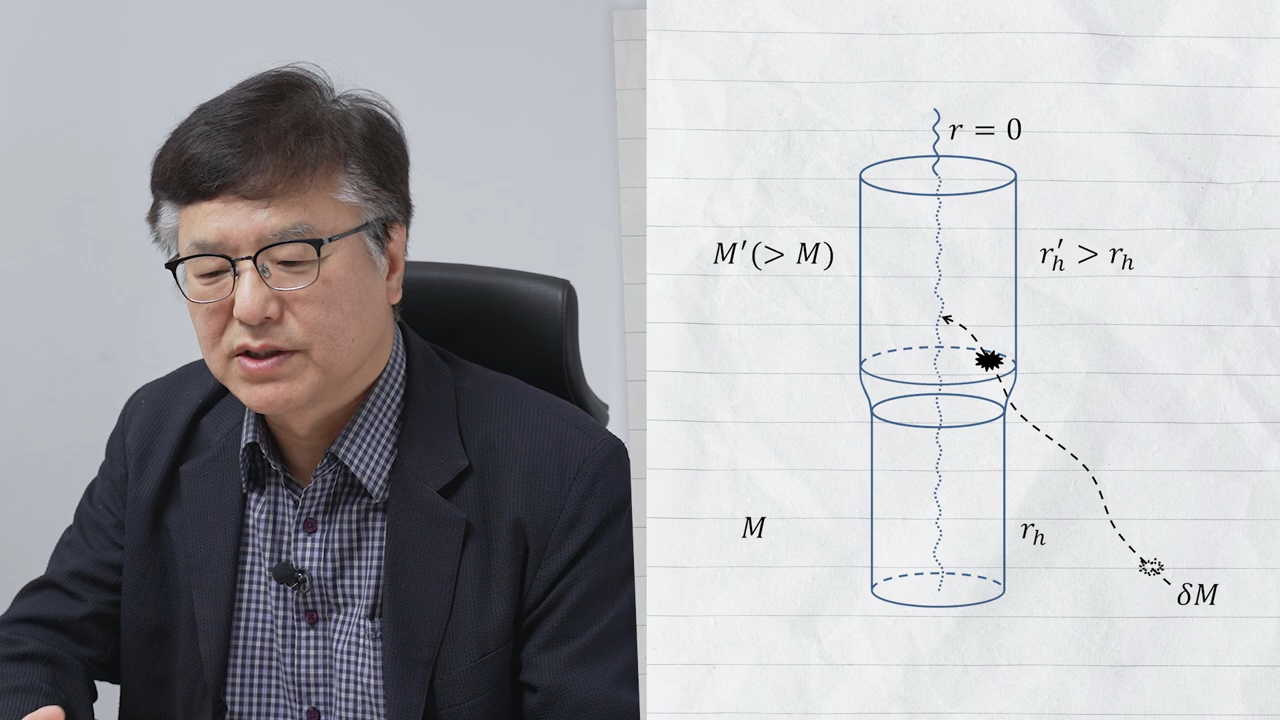 r = 0
M′(> M)
r′ₕ > rₕ
M
rₕ
δM